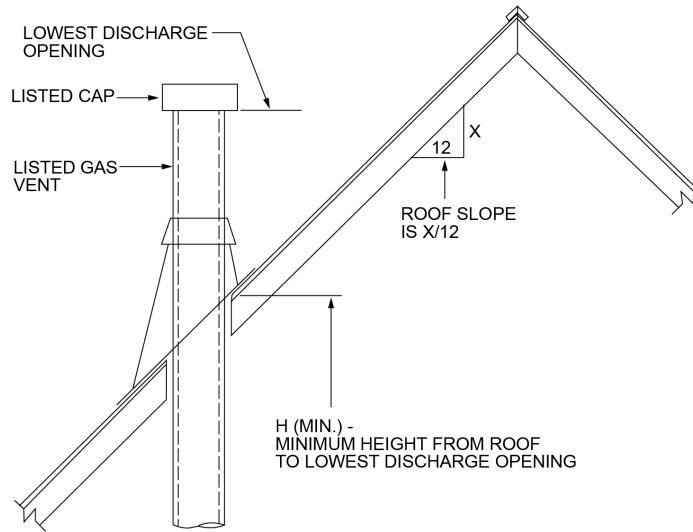 LOWEST DISCHARGE
OPENING
LISTED CAP
LISTED GAS
VENT
X
12
ROOF SLOPE
IS X/12
H (MIN.) -
MINIMUM HEIGHT FROM ROOF
TO LOWEST DISCHARGE OPENING